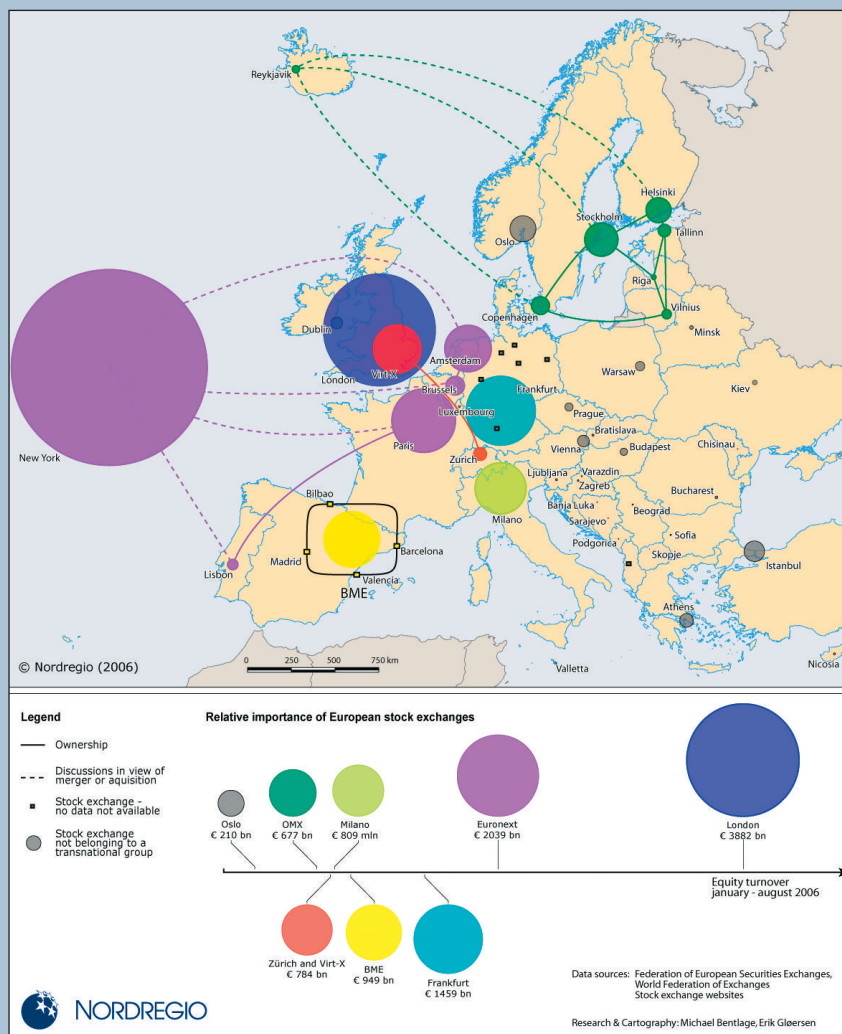 Reykjavik
Helsinki
Stockholm
Oslo
Tallinn
Riga
Copenhagen
Vilnius
Minsk
Dublin
Virt-X
London
Amsterdam
Brussels
Luxembourg
Frankfurt
Warsaw
Kiev
New York
Paris
Prague
Bratislava
Vienna
Budapest
Chisinau
Zurich
Ljubljana
Varazdin
Zagreb
Bilbao
Milano
Banja Luka
Beograd
Bucharest
Sarajevo
Podgorica
Sofia
Skopje
Istanbul
Madrid
Barcelona
Lisbon
Valencia
BME
Athens
© Nordregio (2006)
0 250 500 750 km
Valletta
Nicosia
Legend
Ownership
Discussions in view of
merger or aquisition
Stock exchange -
no data not available
Stock exchange
not belonging to a
transnational group
Relative importance of European stock exchanges
Oslo
€ 210 bn
OMX
€ 677 bn
Milano
€ 809 mln
Euronext
€ 2039 bn
London
€ 3882 bn
Equity turnover
january - august 2006
Zürich and Virt-X
€ 784 bn
BME
€ 949 bn
Frankfurt
€ 1459 bn
Data sources: Federation of European Securities Exchanges,
World Federation of Exchanges
Stock exchange websites
NORDREGIO
Research & Cartography: Michael Bentlage, Erik Gløersen